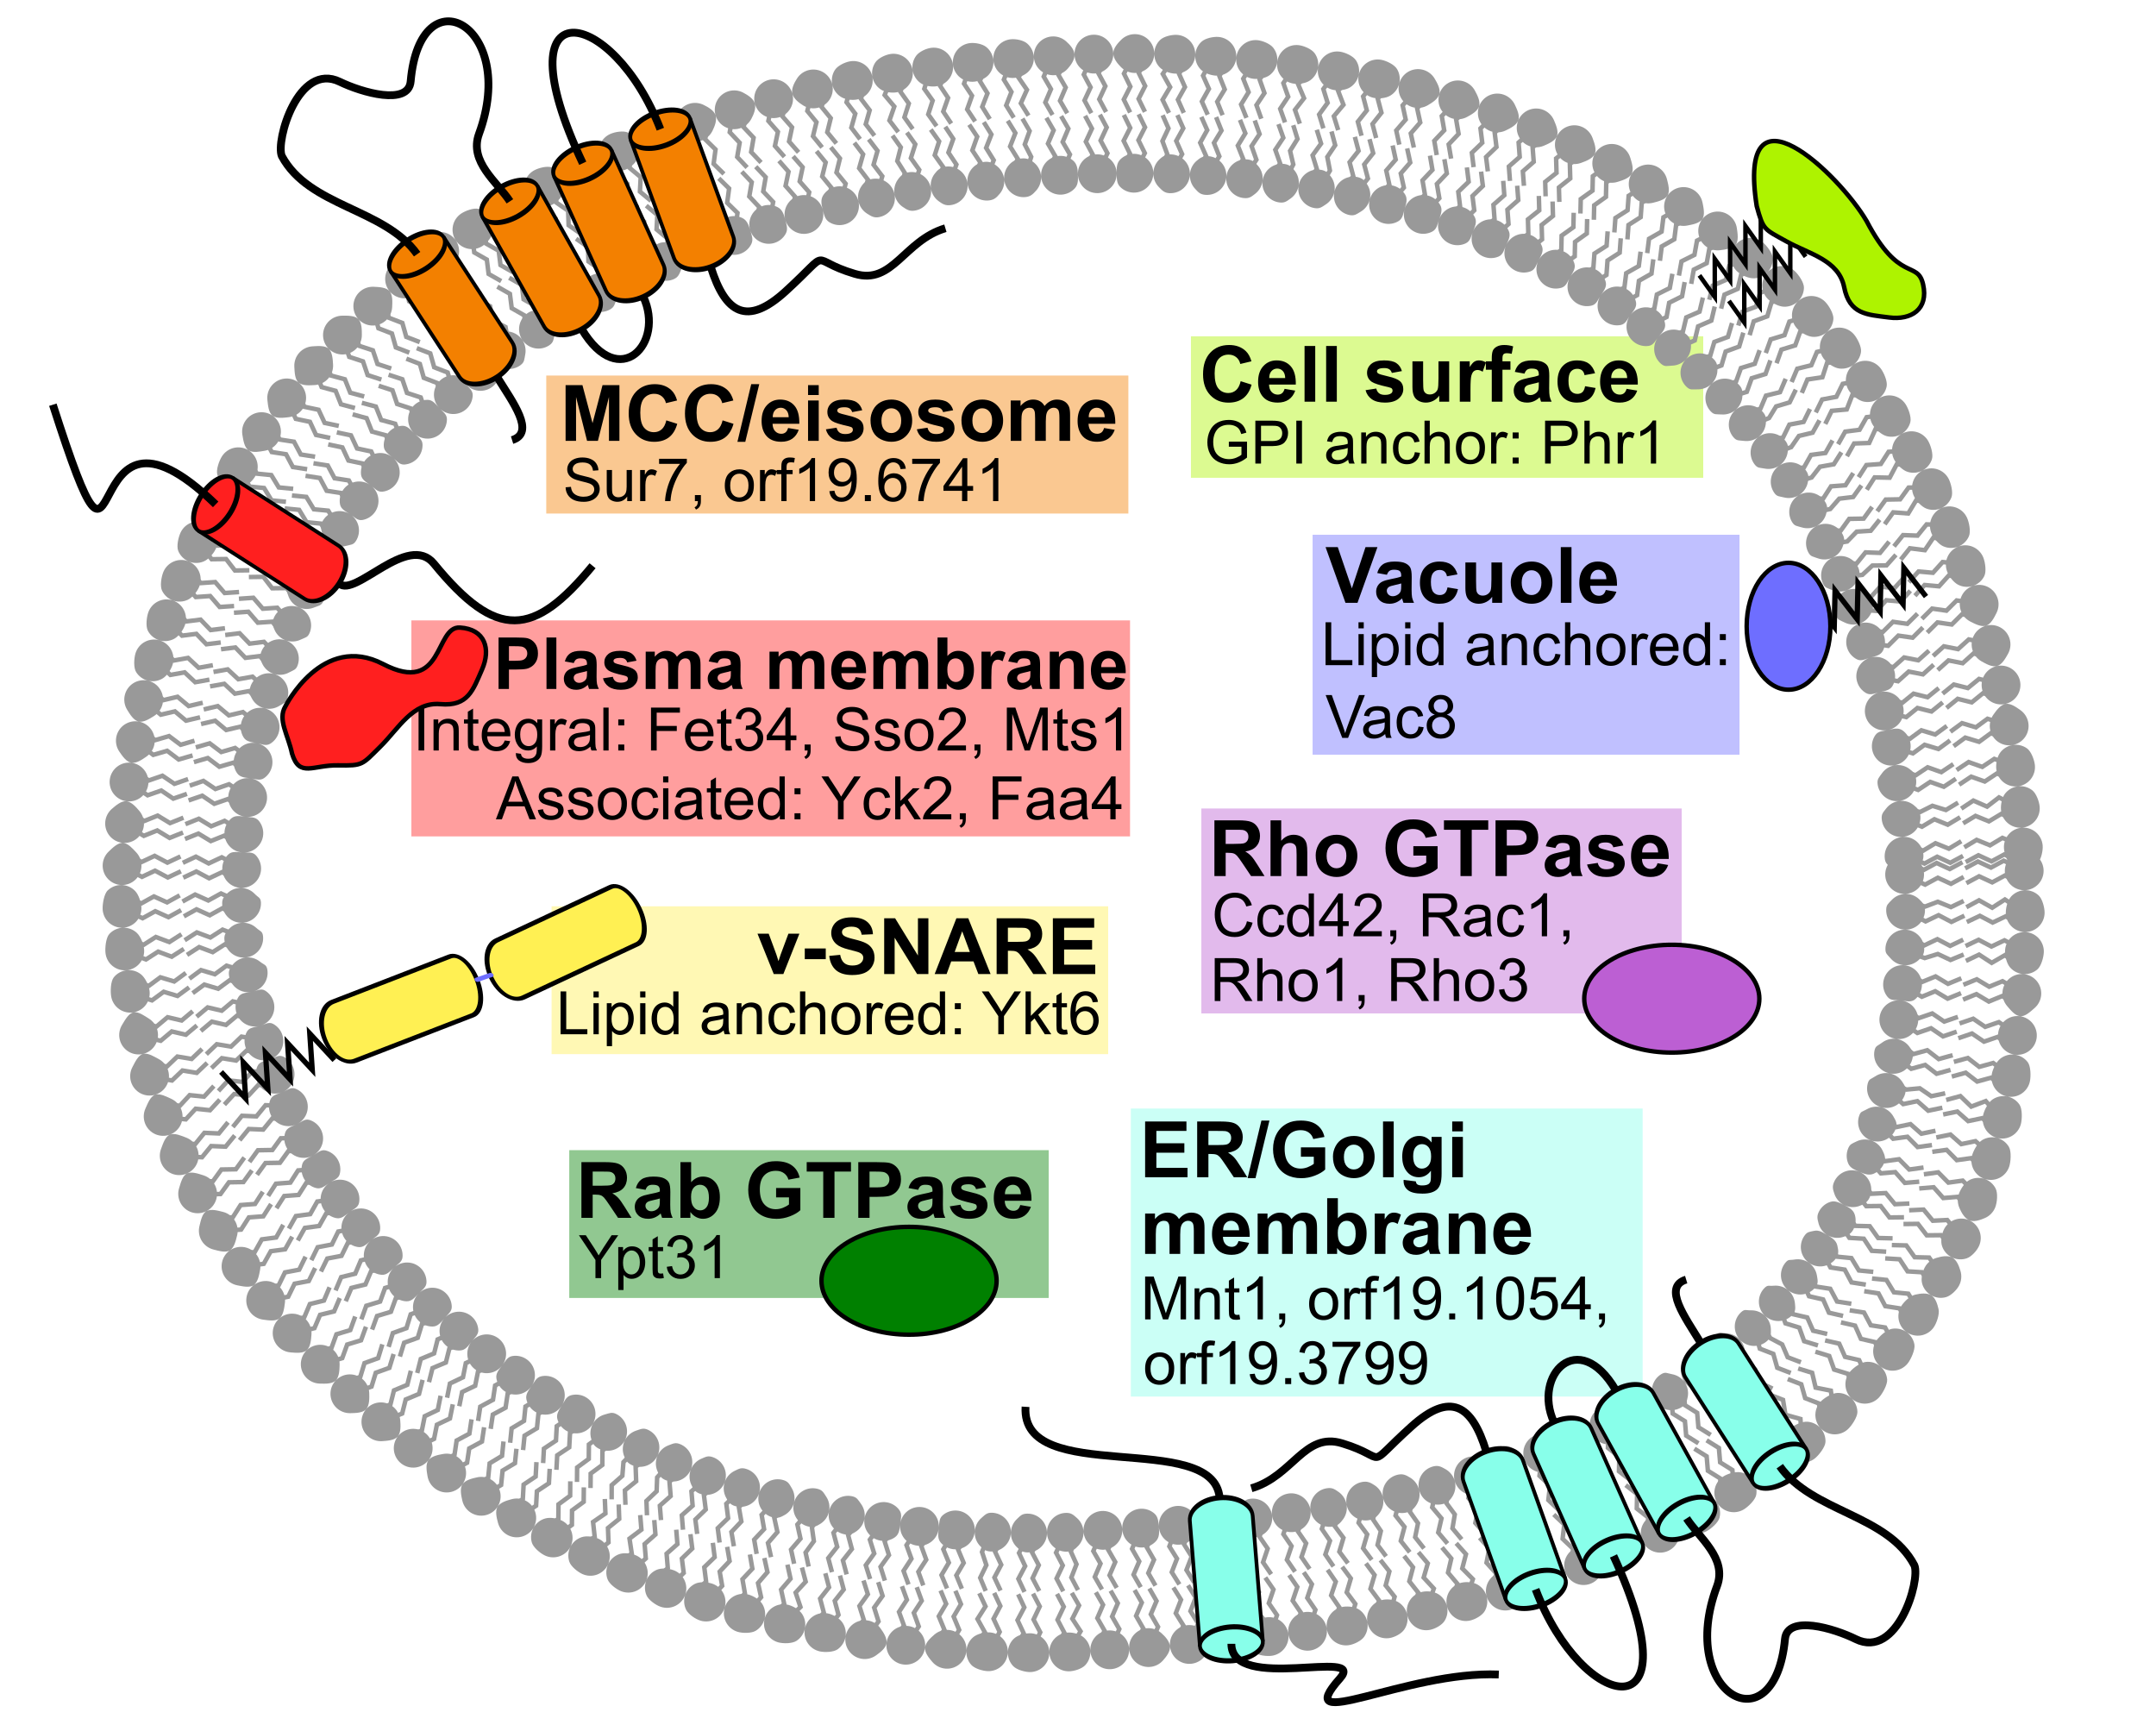 MCC/eisosome
Sur7, orf19.6741
Cell surface
GPI anchor: Phr1
Vacuole
Lipid anchored:
Vac8
Plasma membrane
Integral: Fet34, Sso2, Mts1
Associated: Yck2, Faa4
Rho GTPase
Ccd42, Rac1,
Rho1, Rho3
v-SNARE
Lipid anchored: Ykt6
Rab GTPase
Ypt31
ER/Golgi
membrane
Mnt1, orf19.1054,
orf19.3799